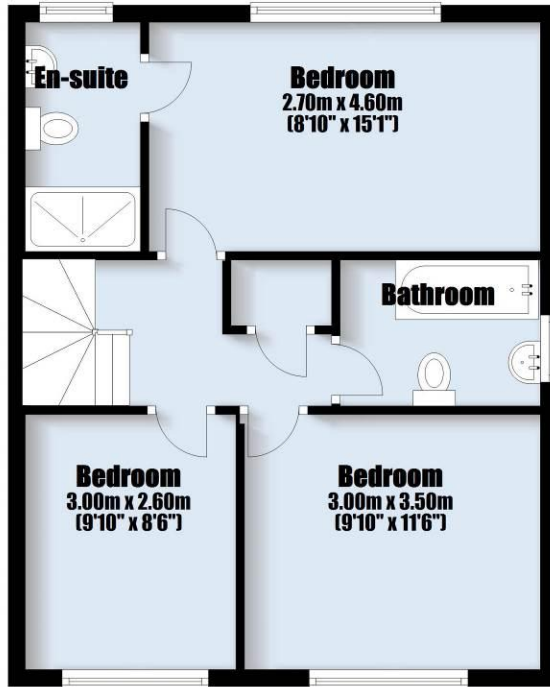 En-suite
Bedroom
2.70m x 4.60m
(8'10" x 15'1")
Bathroom
Bedroom
3.00m x 2.60m
(9'10" x 8'6")
Bedroom
3.00m x 3.50m
(9'10" x 11'6")